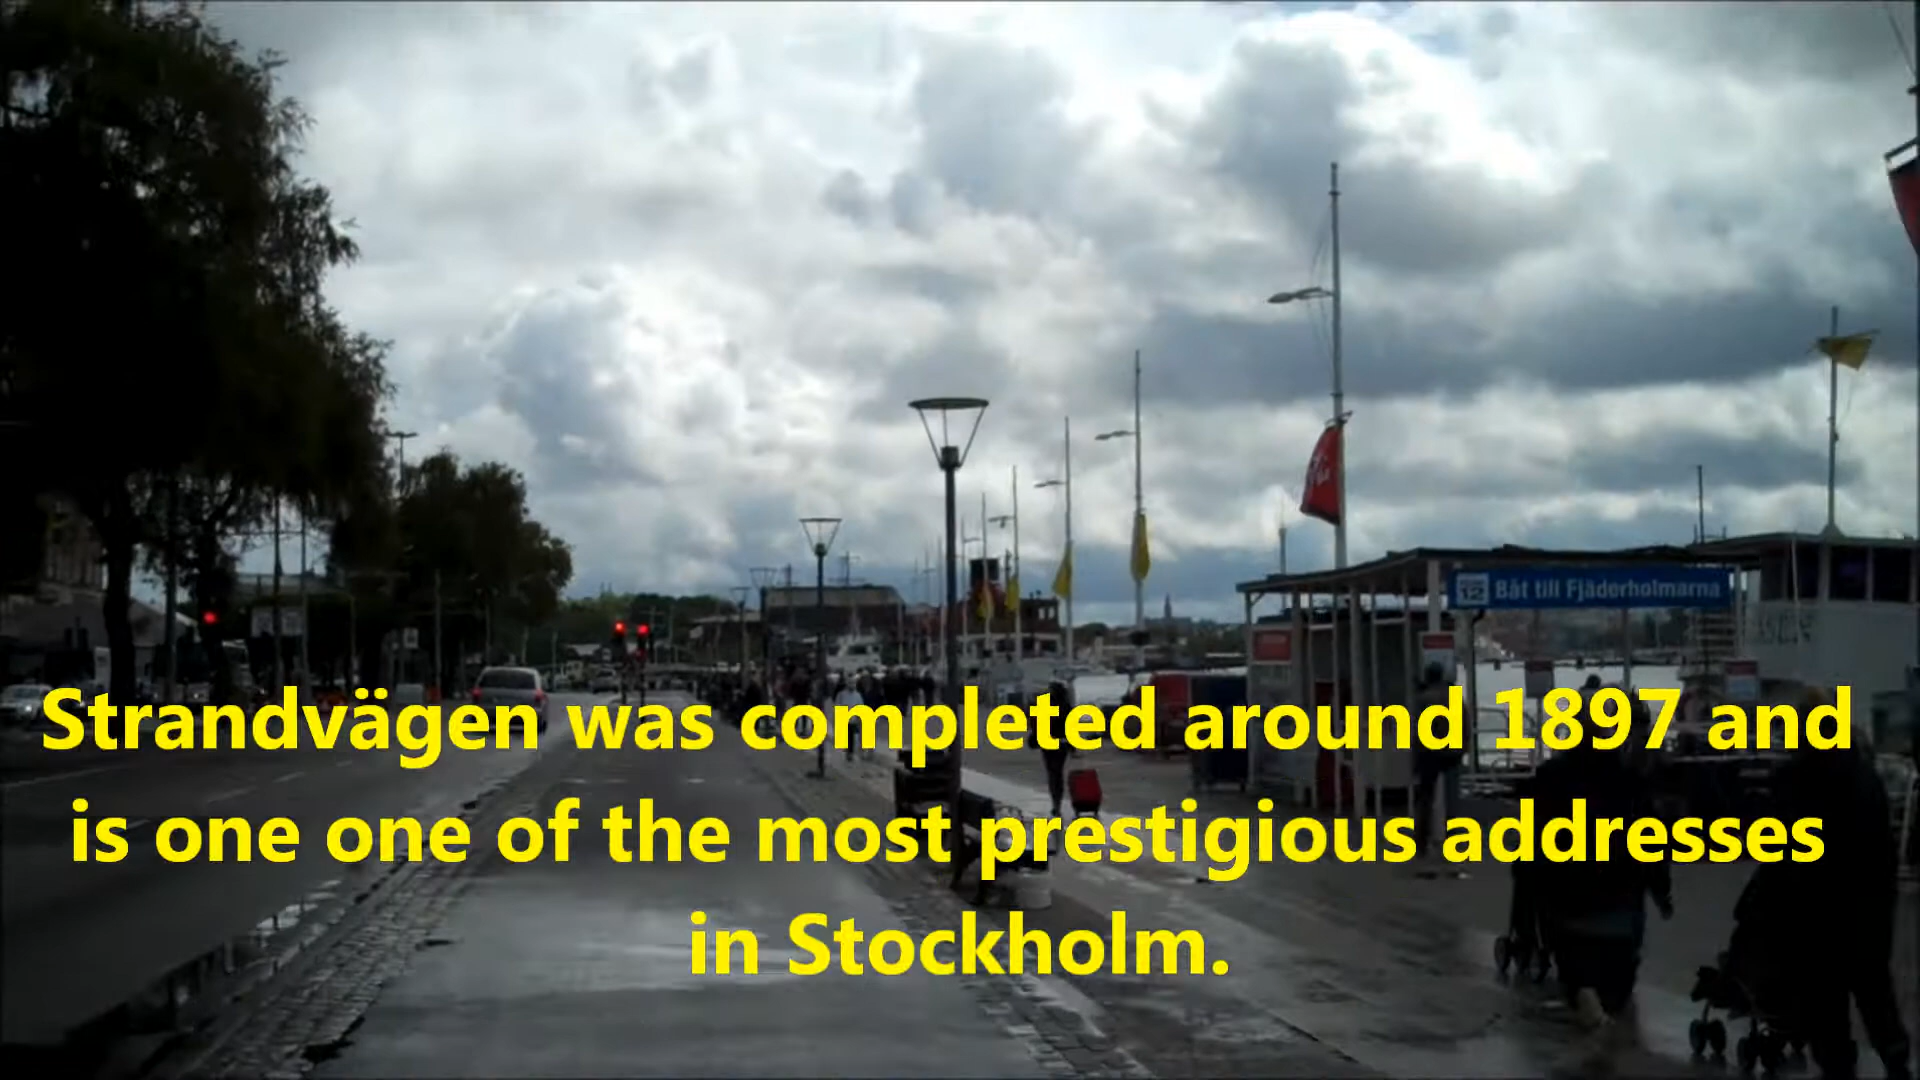 12 Båt till Fjäderholmarna
Strandvägen was completed around 1897 and
is one one of the most prestigious addresses
in Stockholm.